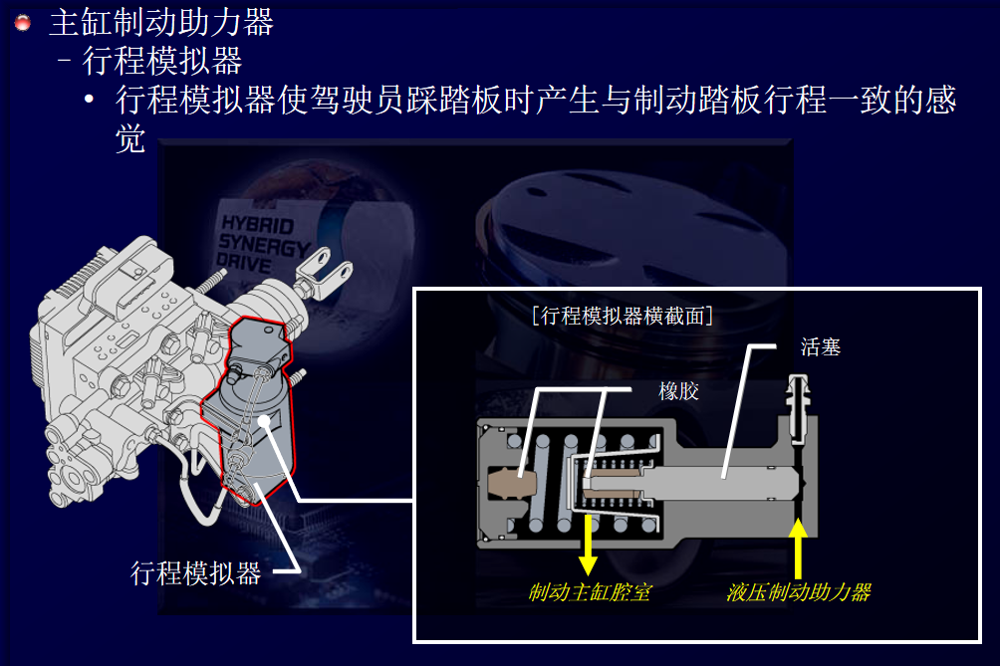 主缸制动助力器
– 行程模拟器
• 行程模拟器使驾驶员踩踏板时产生与制动踏板行程一致的感
觉
HYBRID
SYNERGY
DRIVE
[行程模拟器横截面]
活塞
橡胶
行程模拟器
制动主缸腔室
液压制动助力器